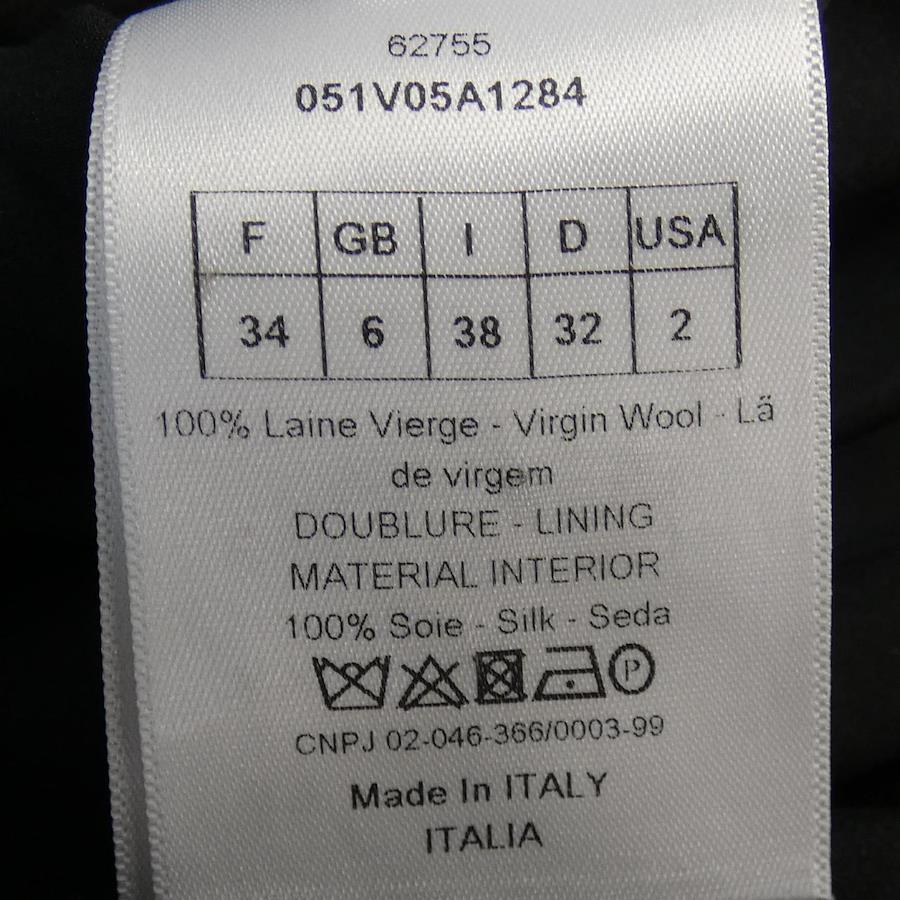 62755
051V05A1284
F GB I D USA
34 6 38 32 2
100% Laine Vierge - Virgin Wool - Lã
de virgem
DOUBLURE - LINING
MATERIAL INTERIOR
100% Soie - Silk - Seda
P
CNPJ 02-046-366/0003-99
Made In ITALY
ITALIA